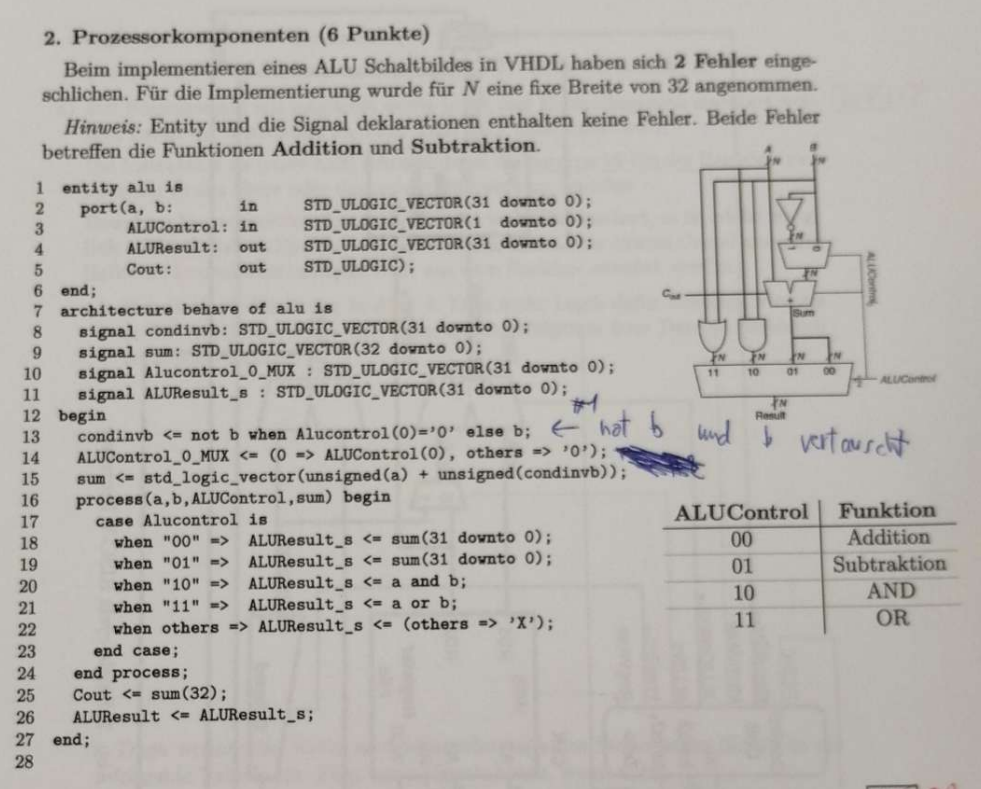 2. Prozessorkomponenten (6 Punkte)
Beim implementieren eines ALU Schaltbildes in VHDL haben sich 2 Fehler einge-
schlichen. Für die Implementierung wurde für N eine fixe Breite von 32 angenommen.
Hinweis: Entity und die Signal deklarationen enthalten keine Fehler. Beide Fehler
betreffen die Funktionen Addition und Subtraktion.
1 entity alu is
2 port(a, b: in STD_ULOGIC_VECTOR(31 downto 0);
3 ALUControl: in STD_ULOGIC_VECTOR(1 downto 0);
4 ALUResult: out STD_ULOGIC_VECTOR(31 downto 0);
5 Cout: out STD_ULOGIC);
6 end;
7 architecture behave of alu is
8 signal condinvb: STD_ULOGIC_VECTOR(31 downto 0);
9 signal sum: STD_ULOGIC_VECTOR(32 downto 0);
10 signal Alucontrol_0_MUX : STD_ULOGIC_VECTOR(31 downto 0);
11 signal ALUResult_s : STD_ULOGIC_VECTOR(31 downto 0);
12 begin
#1
13 condinvb <= not b when Alucontrol(0)='0' else b; ← not b und b vertauscht
14 ALUControl_0_MUX <= (0 => ALUControl(0), others => '0');
15 sum <= std_logic_vector(unsigned(a) + unsigned(condinvb));
16 process(a,b,ALUControl,sum) begin
17 case Alucontrol is
18 when "00" => ALUResult_s <= sum(31 downto 0);
19 when "01" => ALUResult_s <= sum(31 downto 0);
20 when "10" => ALUResult_s <= a and b;
21 when "11" => ALUResult_s <= a or b;
22 when others => ALUResult_s <= (others => 'X');
23 end case;
24 end process;
25 Cout <= sum(32);
26 ALUResult <= ALUResult_s;
27 end;
28
A B
N N
N
1 0
N
ALUControl₀
Cout
+
Sum
N N N N
11 10 01 00
2
ALUControl
N
Result
ALUControl Funktion
00 Addition
01 Subtraktion
10 AND
11 OR